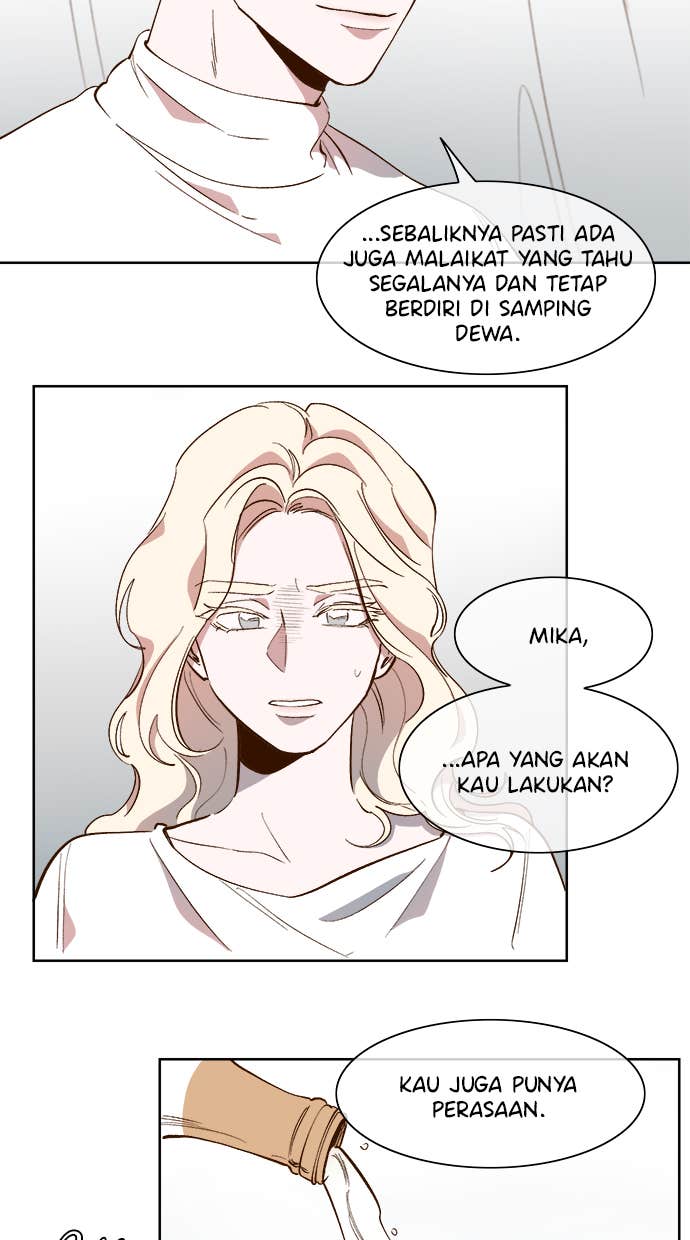 ...SEBALIKNYA PASTI ADA
JUGA MALAIKAT YANG TAHU
SEGALANYA DAN TETAP
BERDIRI DI SAMPING
DEWA.
MIKA,
...APA YANG AKAN
KAU LAKUKAN?
KAU JUGA PUNYA
PERASAAN.